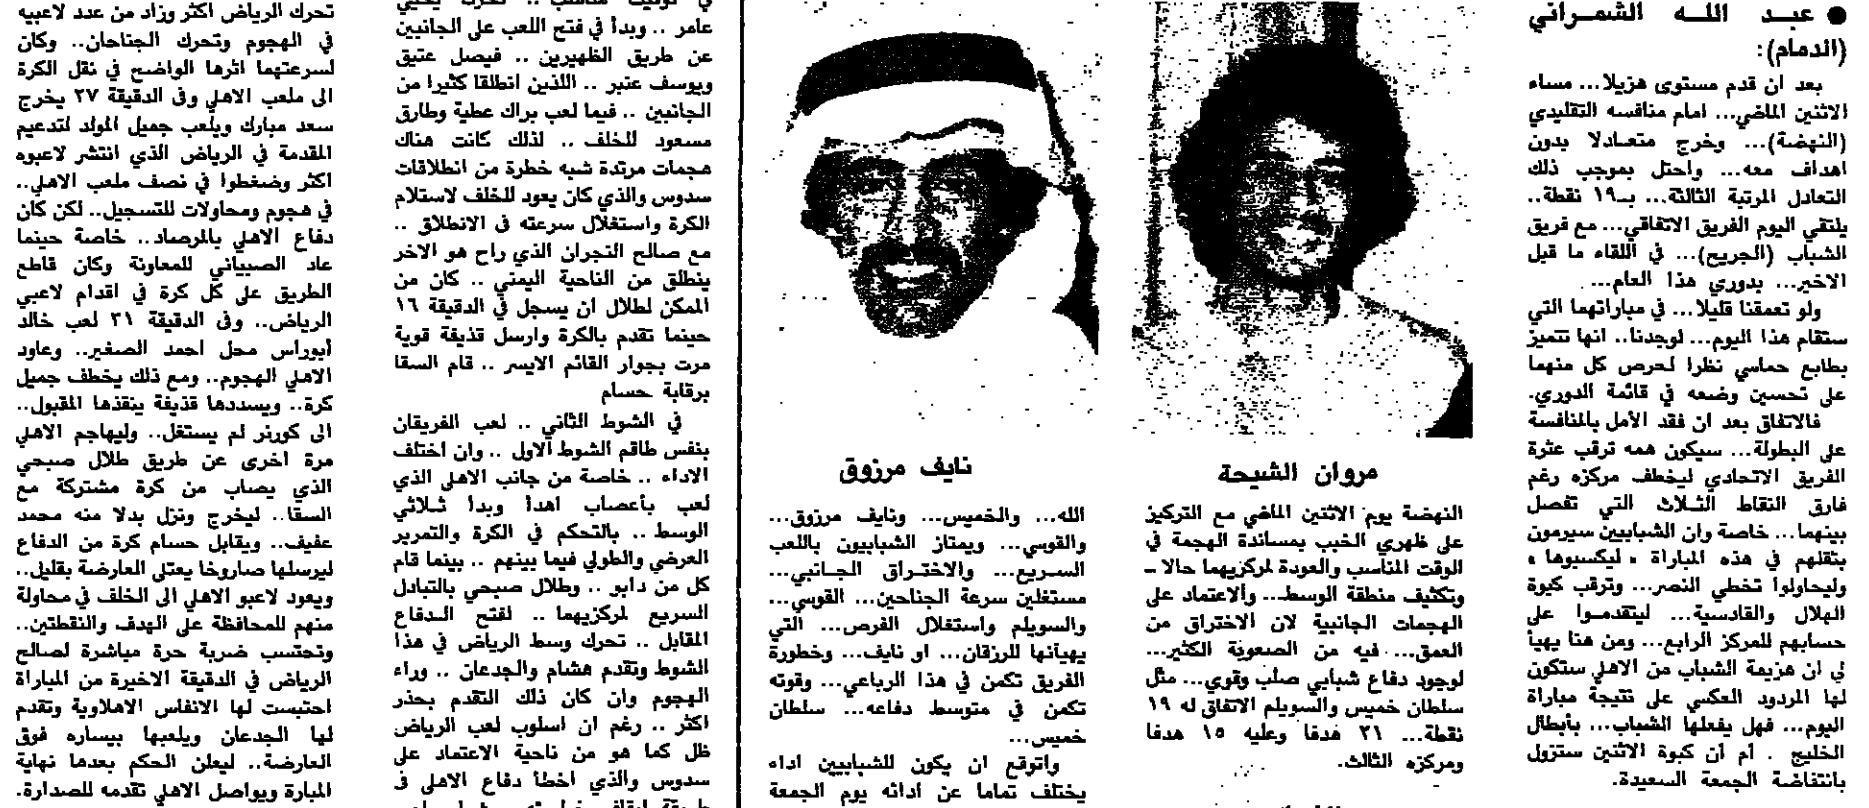 ● عبد الله الشمراني
(الدمام):
بعد ان قدم مستوى هزيلا... مساء
الاثنين الماضي... امام منافسه التقليدي
(النهضة)... وخرج متعادلا بدون
اهداف معه... واحتل بموجب ذلك
التعادل المرتبة الثالثة... بـ١٩ نقطة..
يلتقي اليوم الفريق الاتفاقي... مع فريق
الشباب (الجريح)... في اللقاء ما قبل
الاخير... بدوري هذا العام...
ولو تعمقنا قليلا... في مباراتهما التي
ستقام هذا اليوم... لوجدنا.. انها تتميز
بطابع حماسي نظرا لحرص كل منهما
على تحسين وضعه في قائمة الدوري.
فالاتفاق بعد ان فقد الأمل بالمنافسة
على البطولة... سيكون همه ترقب عثرة
الفريق الاتحادي ليخطف مركزه رغم
فارق النقاط الثلاث التي تفصل
بينهما... خاصة وان الشبابيين سيرمون
بثقلهم في هذه المباراة « ليكسبوها »
وليحاولوا تخطي النصر... وترقب كبوة
الهلال والقادسية... ليتقدموا على
حسابهم للمركز الرابع... ومن هنا يهيأ
لي ان هزيمة الشباب من الاهلي ستكون
لها المردود العكسي على نتيجة مباراة
اليوم... فهل يفعلها الشباب... بأبطال
الخليج . أم أن كبوة الاثنين ستزول
بانتفاضة الجمعة السعيدة.
مروان الشيحة
النهضة يوم الاثنين الماضي مع التركيز
على ظهري الخبب بمساندة الهجمة في
الوقت المناسب والعودة لمركزيهما حالا ـ
وتكثيف منطقة الوسط... والاعتماد على
الهجمات الجانبية لان الاختراق من
العمق... فيه من الصعوبة الكثير...
لوجود دفاع شبابي صلب وقوي... مثل
سلطان خميس والسويلم الاتفاق له ١٩
نقطة... ٢١ هدفا وعليه ١٥ هدفا
ومركزه الثالث.
نايف مرزوق
الله... والخميس... ونايف مرزوق...
والقوسي... ويمتاز الشبابيون باللعب
السريع... والاختراق الجانبي...
مستغلين سرعة الجناحين... القوسي...
والسويلم واستغلال الفرص... التي
يهيأنها للرزقان... او نايف... وخطورة
الفريق تكمن في هذا الرباعي... وقوته
تكمن في متوسط دفاعه... سلطان
خميس...
واتوقع ان يكون للشبابيين اداء
يختلف تماما عن ادائه يوم الجمعة
عامر .. وبدأ في فتح اللعب على الجانبين
عن طريق الظهيرين .. فيصل عتيق
ويوسف عنبر .. اللذين انطلقا كثيرا من
الجانبين .. فيما لعب براك عطية وطارق
مسعود للخلف .. لذلك كانت هناك
هجمات مرتدة شبه خطرة من انطلاقات
سدوس والذي كان يعود للخلف لاستلام
الكرة واستغلال سرعته في الانطلاق ..
مع صالح النجران الذي راح هو الاخر
ينطلق من الناحية اليمنى .. كان من
الممكن لطلال ان يسجل في الدقيقة ١٦
حينما تقدم بالكرة وارسل قذيفة قوية
مرت بجوار القائم الايسر .. قام السقا
برقابة حسام
في الشوط الثاني .. لعب الفريقان
بنفس طاقم الشوط الاول .. وان اختلف
الاداء .. خاصة من جانب الاهلي الذي
لعب بأعصاب اهدأ وبدأ ثلاثي
الوسط .. بالتحكم في الكرة والتمرير
العرضي والطولي فيما بينهم .. بينما قام
كل من دابو .. وطلال صبحي بالتبادل
السريع لمركزيهما .. لفتح الدفاع
المقابل .. تحرك وسط الرياض في هذا
الشوط وتقدم هشام والجدعان .. وراء
الهجوم وان كان ذلك التقدم بحذر
اكثر .. رغم ان اسلوب لعب الرياض
ظل كما هو من ناحية الاعتماد على
سدوس والذي اخطأ دفاع الاهلي في
تحرك الرياض اكثر وزاد من عدد لاعبيه
في الهجوم وتحرك الجناحان.. وكان
لسرعتهما اثرها الواضح في نقل الكرة
الى ملعب الاهلي وفى الدقيقة ٢٧ يخرج
سعد مبارك ويلعب جميل المولد لتدعيم
المقدمة في الرياض الذي انتشر لاعبوه
اكثر وضغطوا في نصف ملعب الاهلي..
في هجوم ومحاولات للتسجيل.. لكن كان
دفاع الاهلي بالمرصاد.. خاصة حينما
عاد الصبياني للمعاونة وكان قاطع
الطريق على كل كرة في اقدام لاعبي
الرياض.. وفى الدقيقة ٣١ لعب خالد
أبوراس محل احمد الصغير.. وعاود
الاهلي الهجوم.. ومع ذلك يخطف جميل
كرة.. ويسددها قذيفة ينقذها المقبول..
الى كورنر لم يستغل.. وليهاجم الاهلي
مرة اخرى عن طريق طلال صبحي
الذي يصاب من كرة مشتركة مع
السقا.. ليخرج ونزل بدلا منه محمد
عفيف.. ويقابل حسام كرة من الدفاع
ليرسلها صاروخا يعتلى العارضة بقليل..
ويعود لاعبو الاهلي الى الخلف في محاولة
منهم للمحافظة على الهدف والنقطتين..
وتحتسب ضربة حرة مباشرة لصالح
الرياض في الدقيقة الاخيرة من المباراة
احتبست لها الانفاس الاهلاوية وتقدم
لها الجدعان ويلعبها بيساره فوق
العارضة.. ليعلن الحكم بعدها نهاية
المبارة ويواصل الاهلي تقدمه للصدارة.